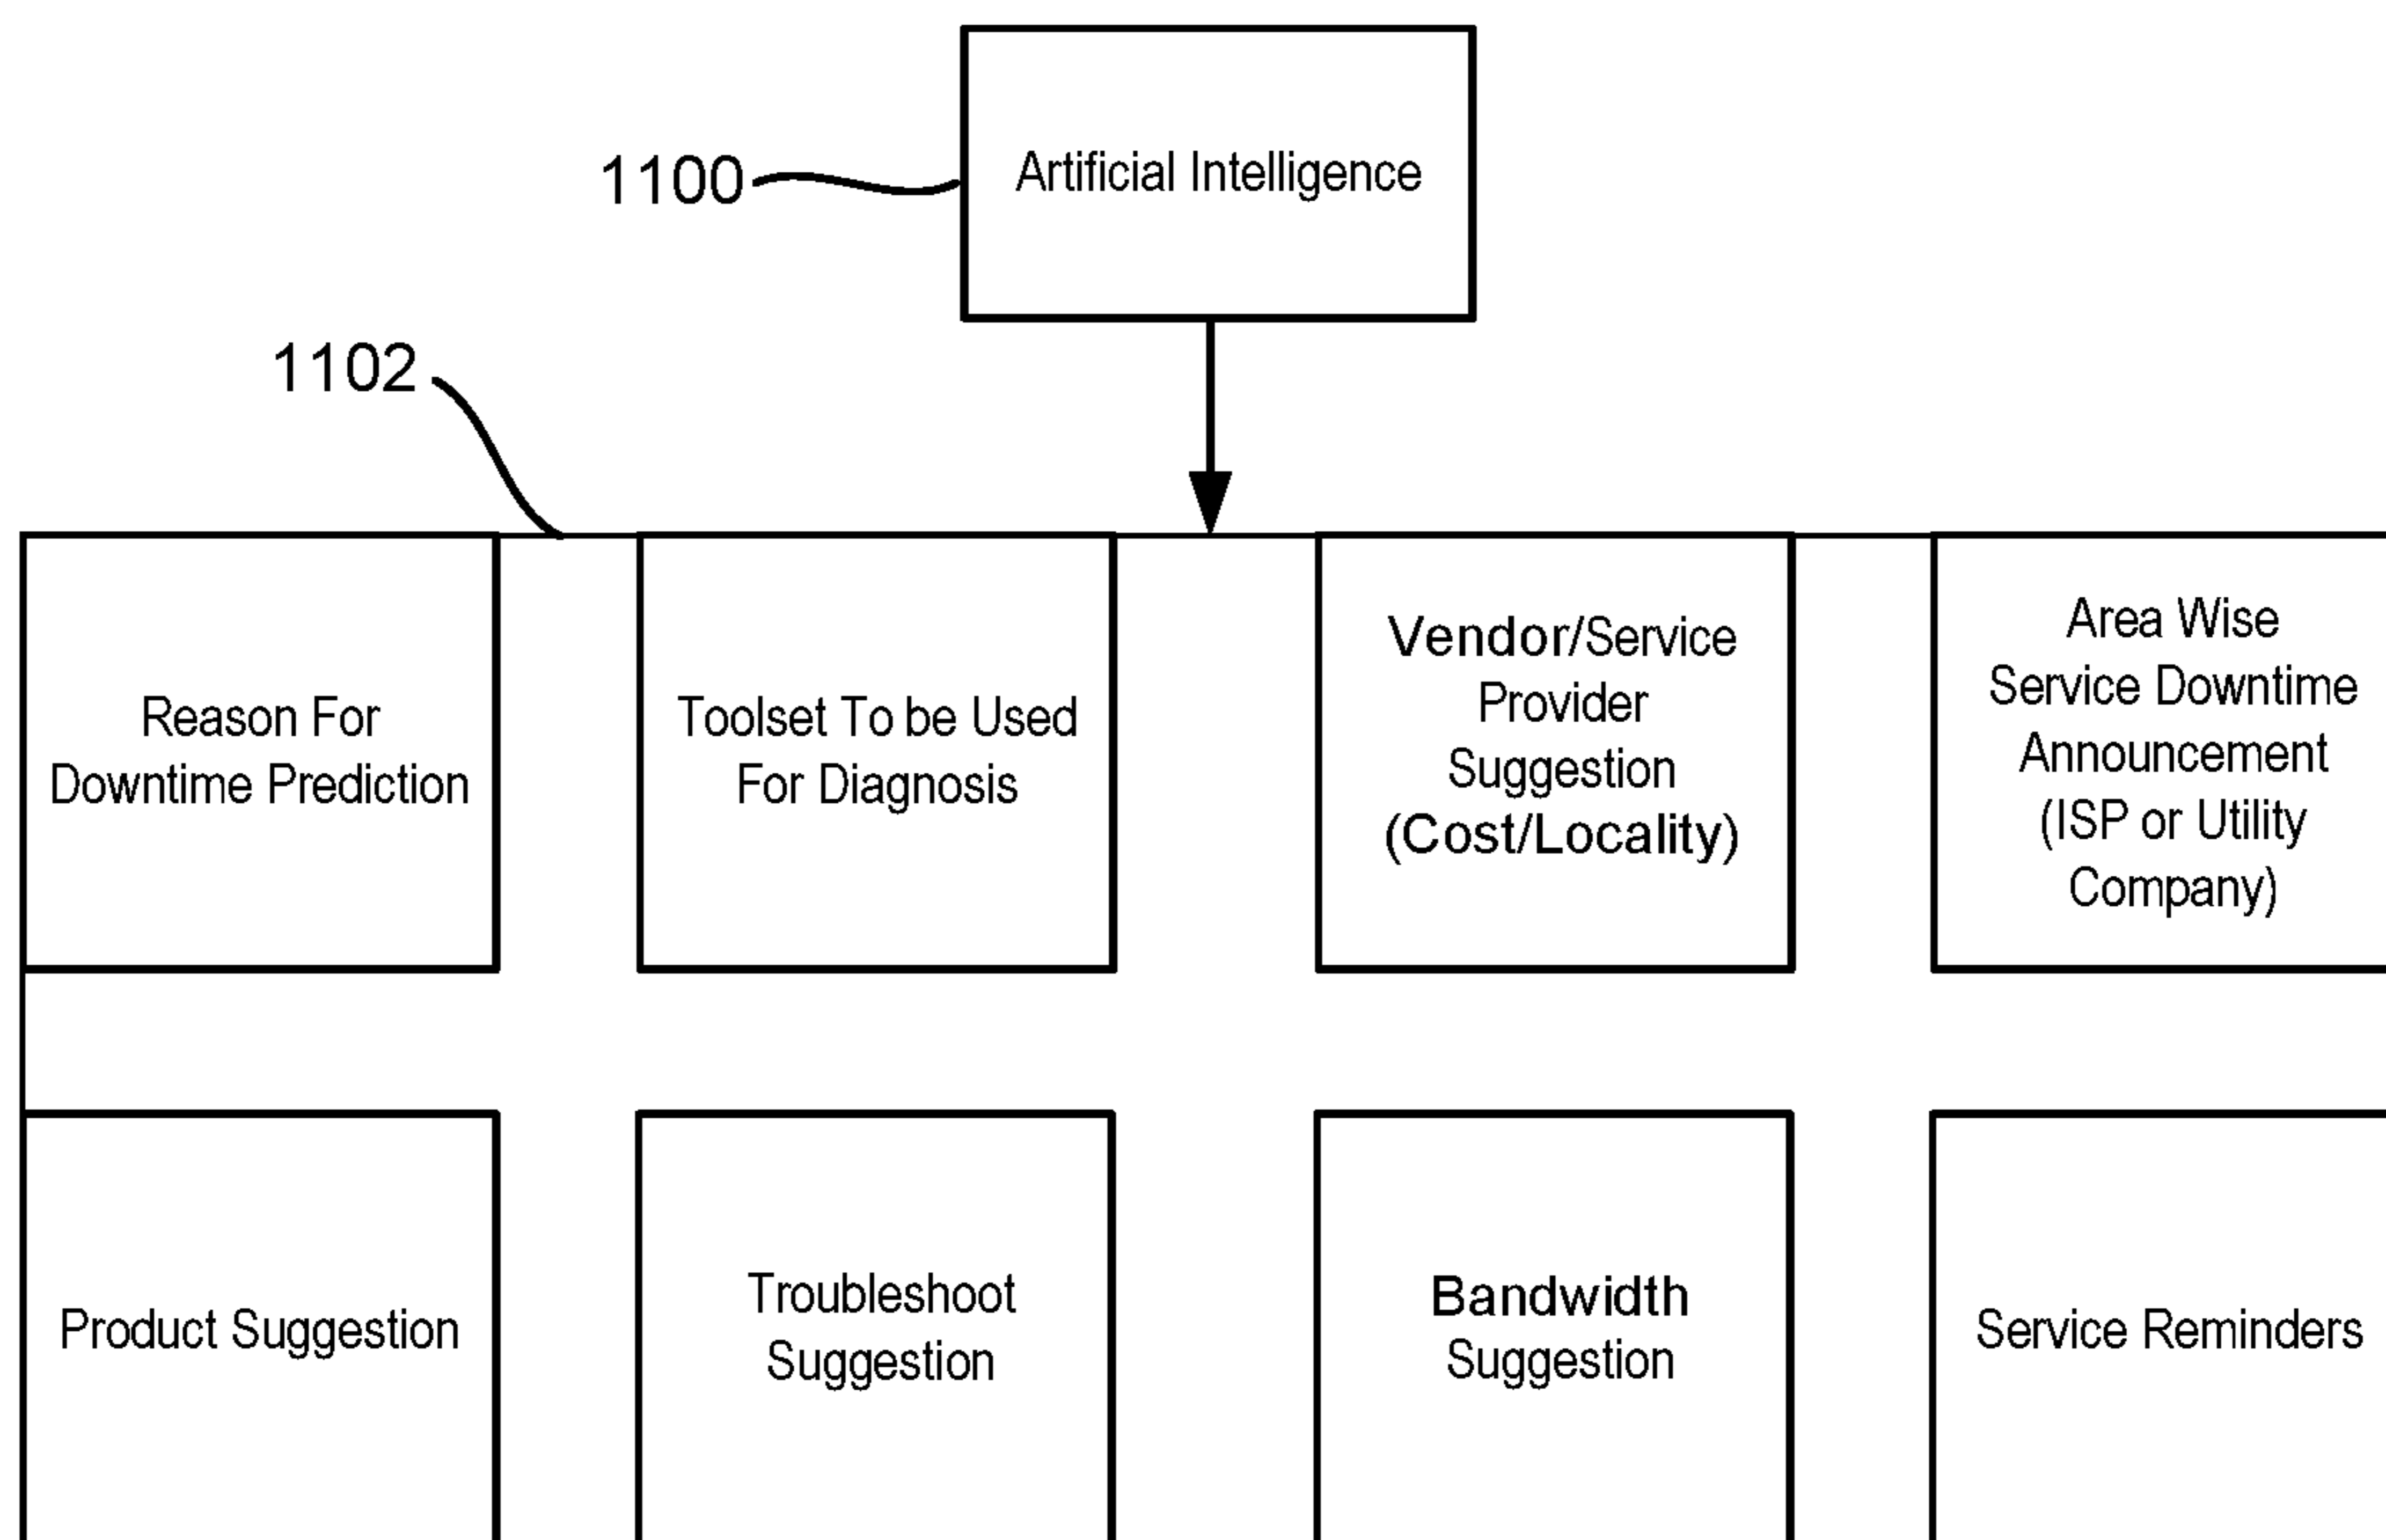 Artificial Intelligence
1100
1102
Reason For
Downtime Prediction
Toolset To be Used
For Diagnosis
Vendor/Service
Provider
Suggestion
(Cost/Locality)
Area Wise
Service Downtime
Announcement
(ISP or Utility
Company)
Product Suggestion
Troubleshoot
Suggestion
Bandwidth
Suggestion
Service Reminders